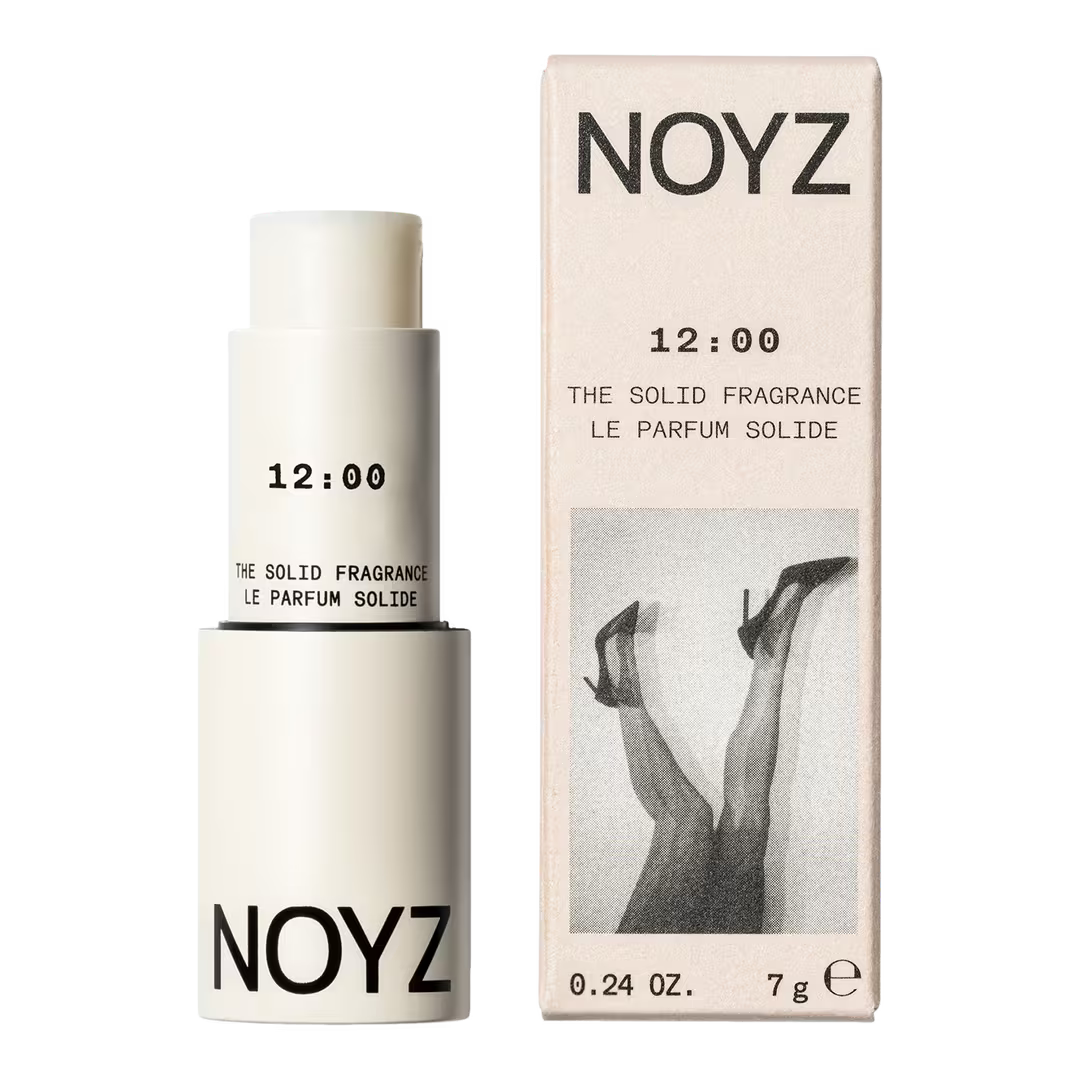 12:00
THE SOLID FRAGRANCE
LE PARFUM SOLIDE
NOYZ
NOYZ
12:00
THE SOLID FRAGRANCE
LE PARFUM SOLIDE
0.24 OZ. 7 g ℮